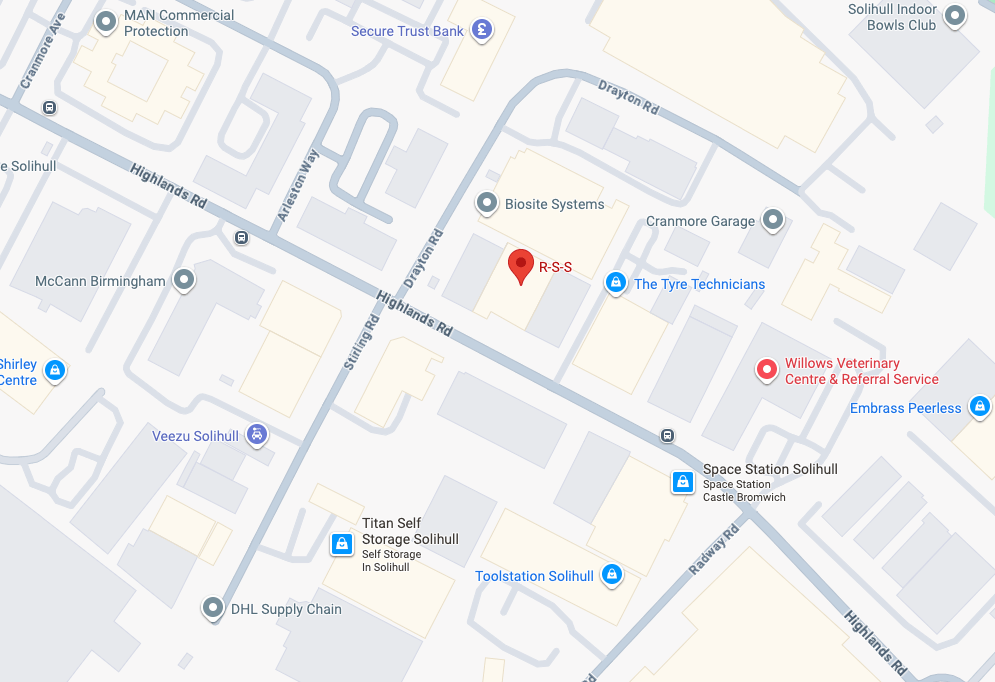 MAN Commercial
Protection
Secure Trust Bank
£
Solihull Indoor
Bowls Club
Cranmore Ave
Drayton Rd
e Solihull
Highlands Rd
Arleston Way
Biosite Systems
Cranmore Garage
Drayton Rd
R-S-S
McCann Birmingham
The Tyre Technicians
Highlands Rd
Stirling Rd
Shirley
Centre
Willows Veterinary
Centre & Referral Service
Embrass Peerless
Veezu Solihull
Space Station Solihull
Space Station
Castle Bromwich
Titan Self
Storage Solihull
Self Storage
In Solihull
Radway Rd
Toolstation Solihull
DHL Supply Chain
Highlands Rd
Rd